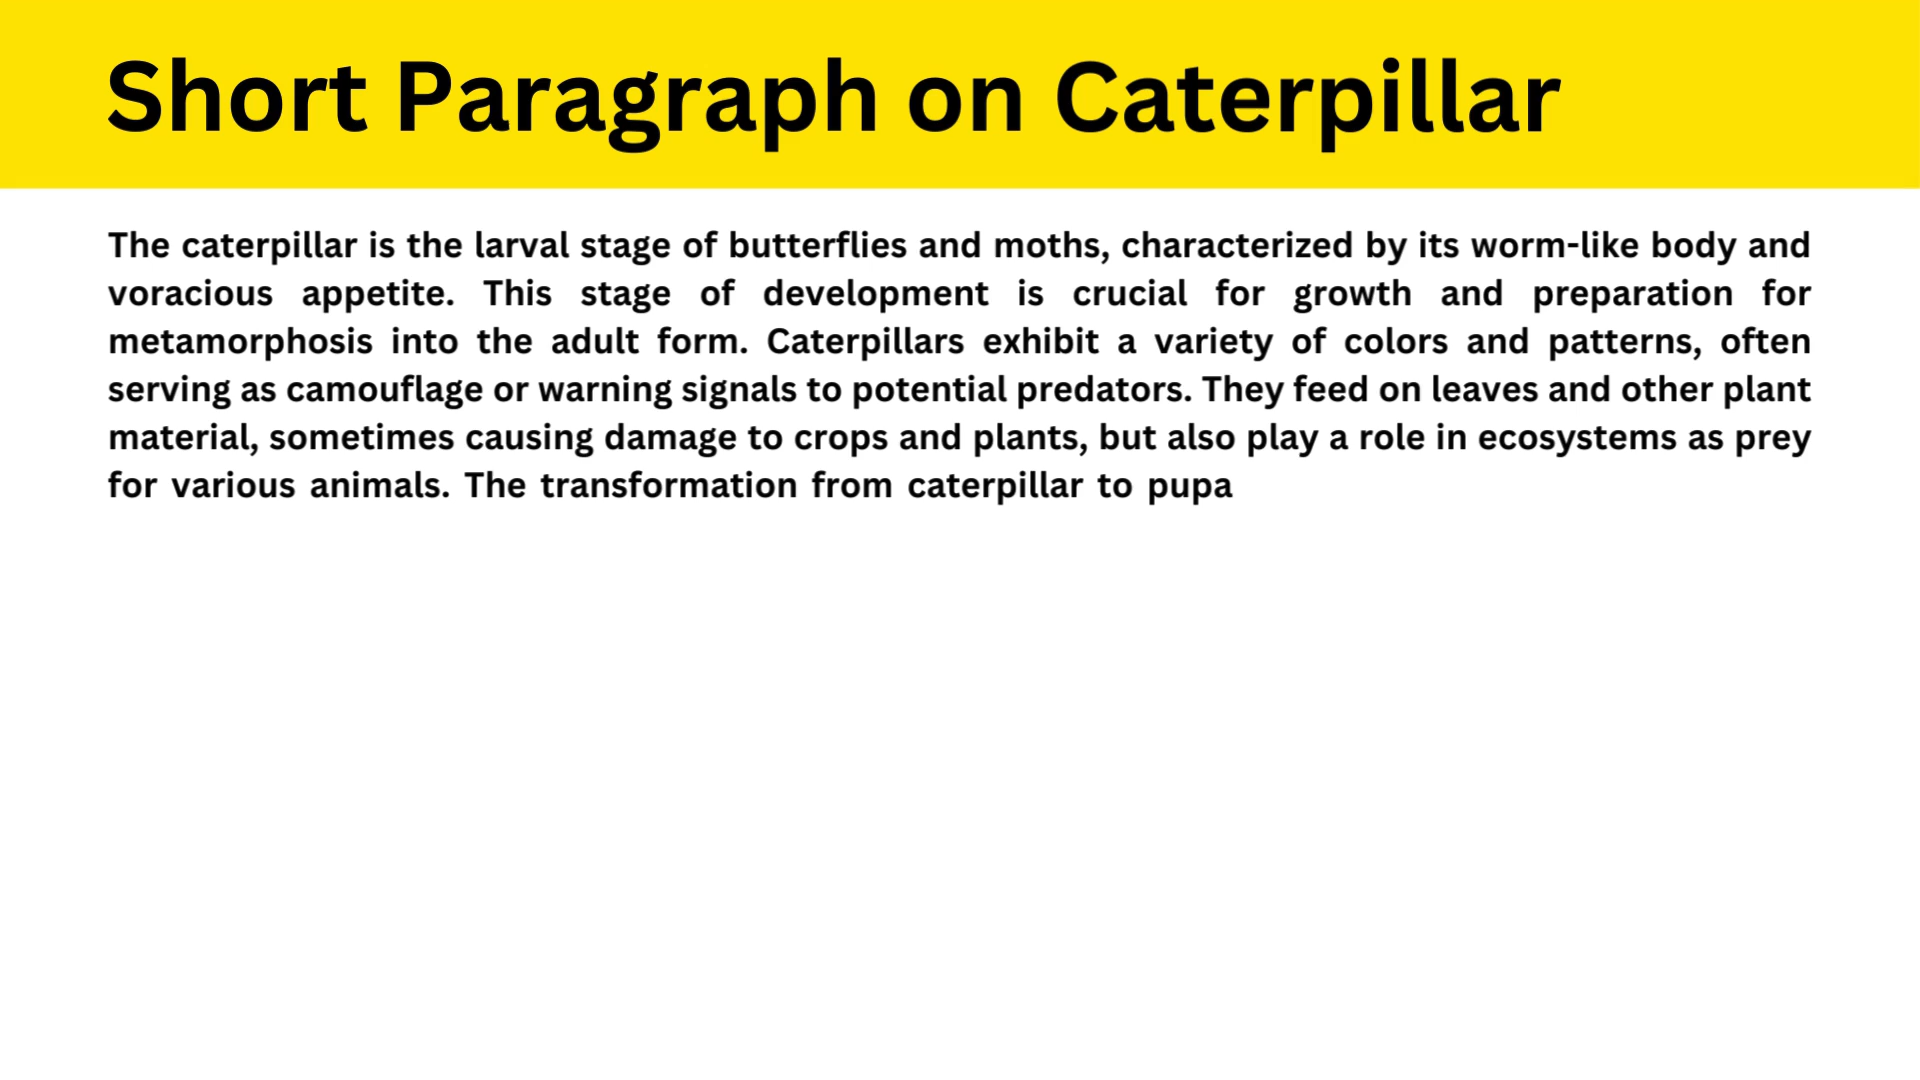 Short Paragraph on Caterpillar
The caterpillar is the larval stage of butterflies and moths, characterized by its worm-like body and
voracious appetite. This stage of development is crucial for growth and preparation for
metamorphosis into the adult form. Caterpillars exhibit a variety of colors and patterns, often
serving as camouflage or warning signals to potential predators. They feed on leaves and other plant
material, sometimes causing damage to crops and plants, but also play a role in ecosystems as prey
for various animals. The transformation from caterpillar to pupa